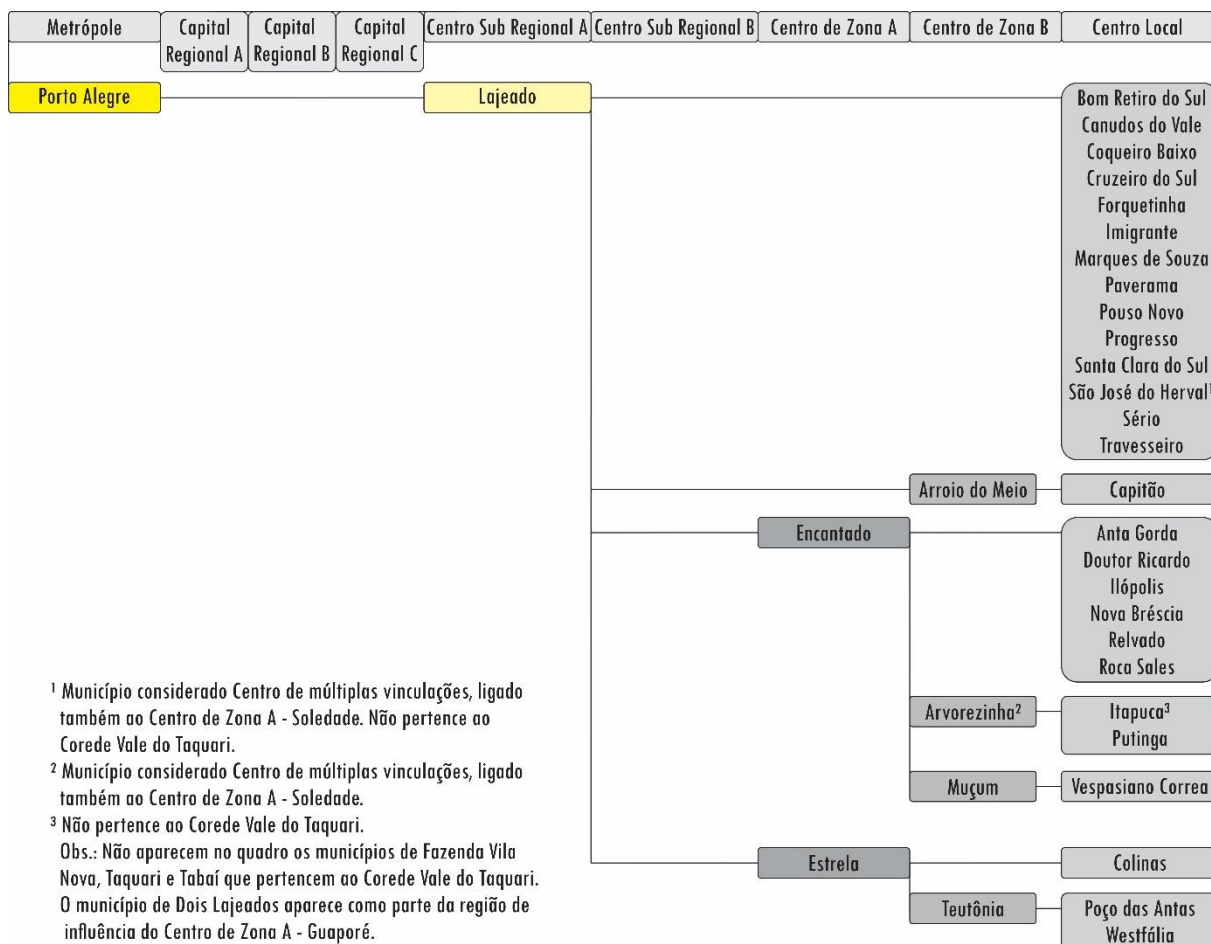 Metrópole
Capital
Regional A
Capital
Regional B
Capital
Regional C
Centro Sub Regional A
Centro Sub Regional B
Centro de Zona A
Centro de Zona B
Centro Local
Porto Alegre
Lajeado
Bom Retiro do Sul
Canudos do Vale
Coqueiro Baixo
Cruzeiro do Sul
Forquetinha
Imigrante
Marques de Souza
Paverama
Pouso Novo
Progresso
Santa Clara do Sul
São José do Herval¹
Sério
Travesseiro
Arroio do Meio
Capitão
Encantado
Anta Gorda
Doutor Ricardo
Ilópolis
Nova Bréscia
Relvado
Roca Sales
Arvorezinha²
Itapuca³
Putinga
Muçum
Vespasiano Correa
Estrela
Colinas
Teutônia
Poço das Antas
Westfália
¹ Município considerado Centro de múltiplas vinculações, ligado
também ao Centro de Zona A - Soledade. Não pertence ao
Corede Vale do Taquari.
² Município considerado Centro de múltiplas vinculações, ligado
também ao Centro de Zona A - Soledade.
³ Não pertence ao Corede Vale do Taquari.
Obs.: Não aparecem no quadro os municípios de Fazenda Vila
Nova, Taquari e Tabaí que pertencem ao Corede Vale do Taquari.
O município de Dois Lajeados aparece como parte da região de
influência do Centro de Zona A - Guaporé.